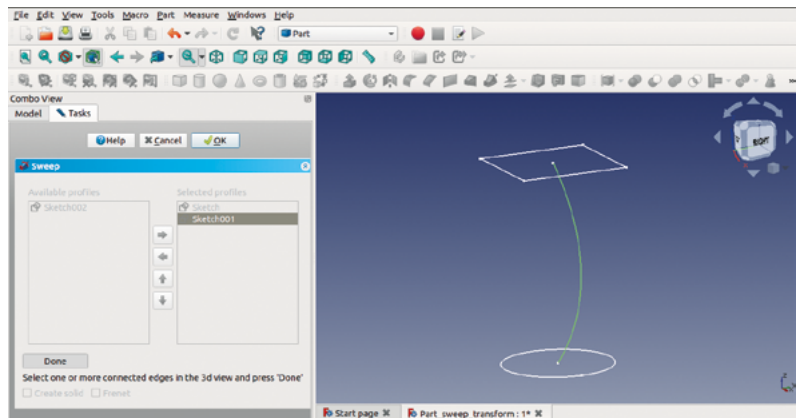 File Edit View Tools Macro Part Measure Windows Help
Part
Combo View
Model Tasks
Help Cancel OK
Sweep
Available profiles Selected profiles
Sketch002 Sketch
Sketch001
RIGHT
Done
Select one or more connected edges in the 3d view and press 'Done'
Create solid Frenet
Start page Part_sweep_transform : 1*